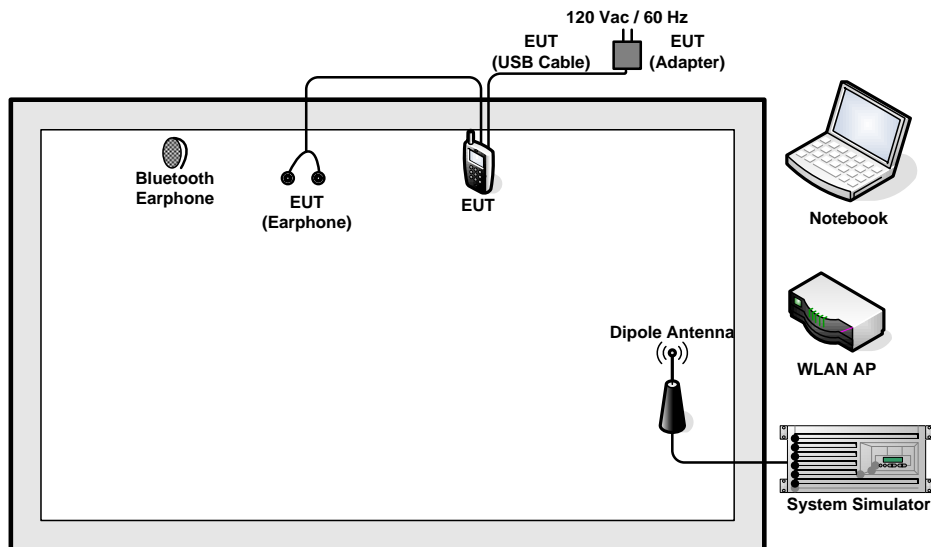 120 Vac / 60 Hz
EUT
(USB Cable)
EUT
(Adapter)
Bluetooth
Earphone
EUT
(Earphone)
EUT
Notebook
Dipole Antenna
WLAN AP
System Simulator